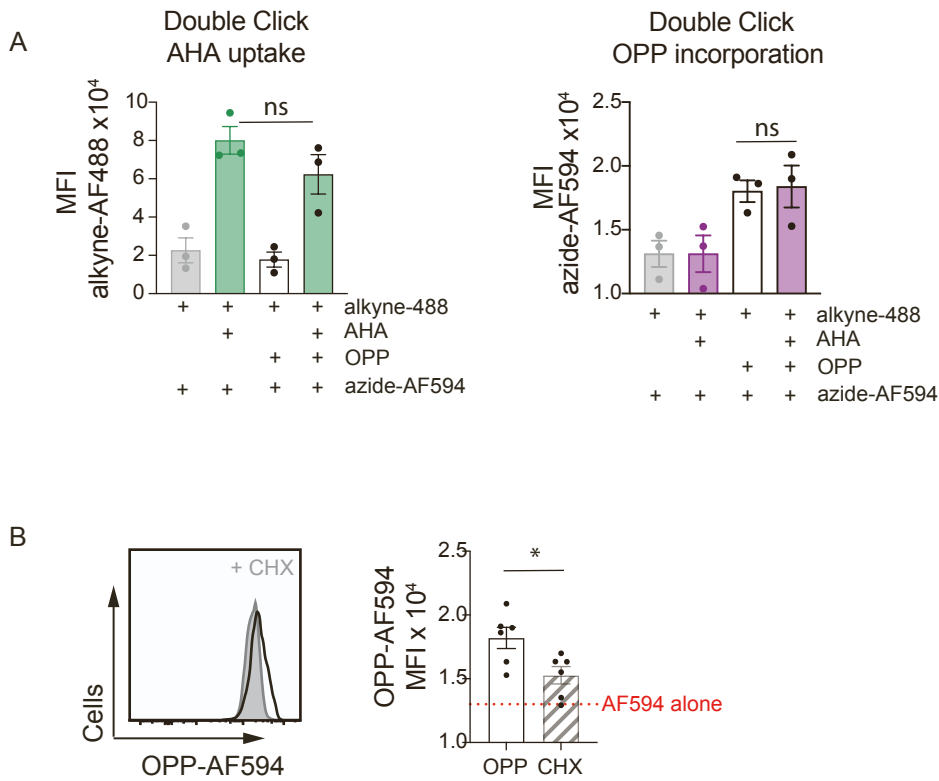 A
Double Click
AHA uptake
MFI
alkyne-AF488 x10⁴
10
8
6
4
2
0
ns
+ + + + alkyne-488
+ + AHA
+ + OPP
+ + + + azide-AF594
Double Click
OPP incorporation
MFI
azide-AF594 x10⁴
2.5
2.0
1.5
1.0
ns
+ + + + alkyne-488
+ + AHA
+ + OPP
+ + + + azide-AF594
B
+ CHX
Cells
OPP-AF594
OPP-AF594
MFI x 10⁴
2.5
2.0
1.5
1.0
*
AF594 alone
OPP CHX